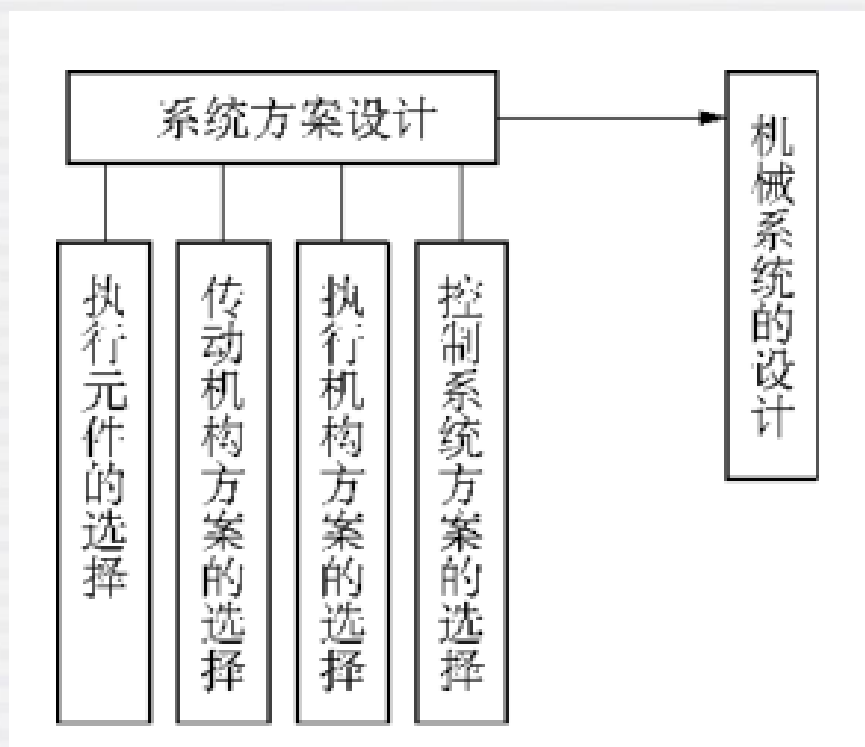 系统方案设计
机械系统的设计
执行元件的选择
传动机构方案的选择
执行机构方案的选择
控制系统方案的选择